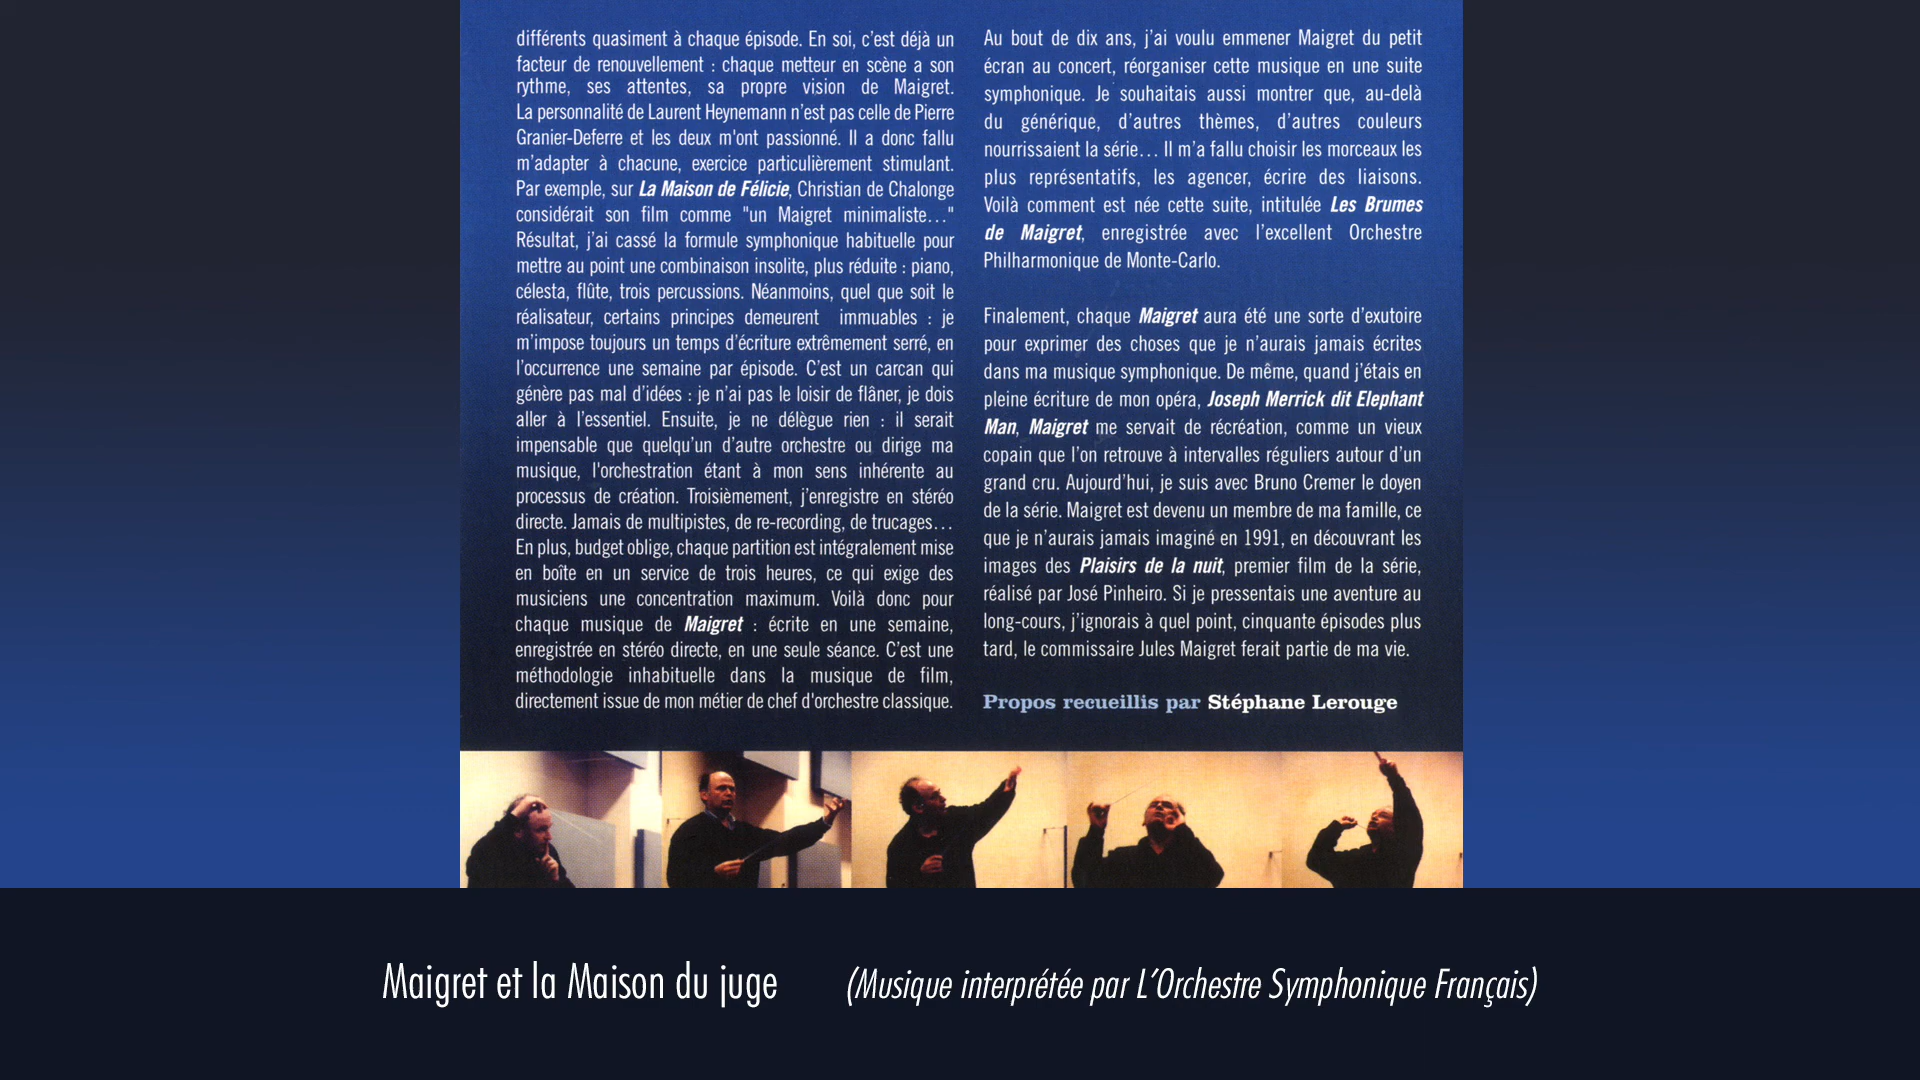 différents quasiment à chaque épisode. En soi, c’est déjà un
facteur de renouvellement : chaque metteur en scène a son
rythme, ses attentes, sa propre vision de Maigret.
La personnalité de Laurent Heynemann n’est pas celle de Pierre
Granier-Deferre et les deux m'ont passionné. Il a donc fallu
m’adapter à chacune, exercice particulièrement stimulant.
Par exemple, sur La Maison de Félicie, Christian de Chalonge
considérait son film comme "un Maigret minimaliste…"
Résultat, j’ai cassé la formule symphonique habituelle pour
mettre au point une combinaison insolite, plus réduite : piano,
célesta, flûte, trois percussions. Néanmoins, quel que soit le
réalisateur, certains principes demeurent immuables : je
m’impose toujours un temps d’écriture extrêmement serré, en
l’occurrence une semaine par épisode. C’est un carcan qui
génère pas mal d’idées : je n’ai pas le loisir de flâner, je dois
aller à l’essentiel. Ensuite, je ne délègue rien : il serait
impensable que quelqu’un d’autre orchestre ou dirige ma
musique, l'orchestration étant à mon sens inhérente au
processus de création. Troisièmement, j’enregistre en stéréo
directe. Jamais de multipistes, de re-recording, de trucages…
En plus, budget oblige, chaque partition est intégralement mise
en boîte en un service de trois heures, ce qui exige des
musiciens une concentration maximum. Voilà donc pour
chaque musique de Maigret : écrite en une semaine,
enregistrée en stéréo directe, en une seule séance. C’est une
méthodologie inhabituelle dans la musique de film,
directement issue de mon métier de chef d'orchestre classique.
Au bout de dix ans, j’ai voulu emmener Maigret du petit
écran au concert, réorganiser cette musique en une suite
symphonique. Je souhaitais aussi montrer que, au-delà
du générique, d’autres thèmes, d’autres couleurs
nourrissaient la série… Il m’a fallu choisir les morceaux les
plus représentatifs, les agencer, écrire des liaisons.
Voilà comment est née cette suite, intitulée Les Brumes
de Maigret, enregistrée avec l’excellent Orchestre
Philharmonique de Monte-Carlo.
Finalement, chaque Maigret aura été une sorte d’exutoire
pour exprimer des choses que je n’aurais jamais écrites
dans ma musique symphonique. De même, quand j’étais en
pleine écriture de mon opéra, Joseph Merrick dit Elephant
Man, Maigret me servait de récréation, comme un vieux
copain que l’on retrouve à intervalles réguliers autour d’un
grand cru. Aujourd’hui, je suis avec Bruno Cremer le doyen
de la série. Maigret est devenu un membre de ma famille, ce
que je n’aurais jamais imaginé en 1991, en découvrant les
images des Plaisirs de la nuit, premier film de la série,
réalisé par José Pinheiro. Si je pressentais une aventure au
long-cours, j’ignorais à quel point, cinquante épisodes plus
tard, le commissaire Jules Maigret ferait partie de ma vie.
Propos recueillis par Stéphane Lerouge
Maigret et la Maison du juge (Musique interprétée par L’Orchestre Symphonique Français)